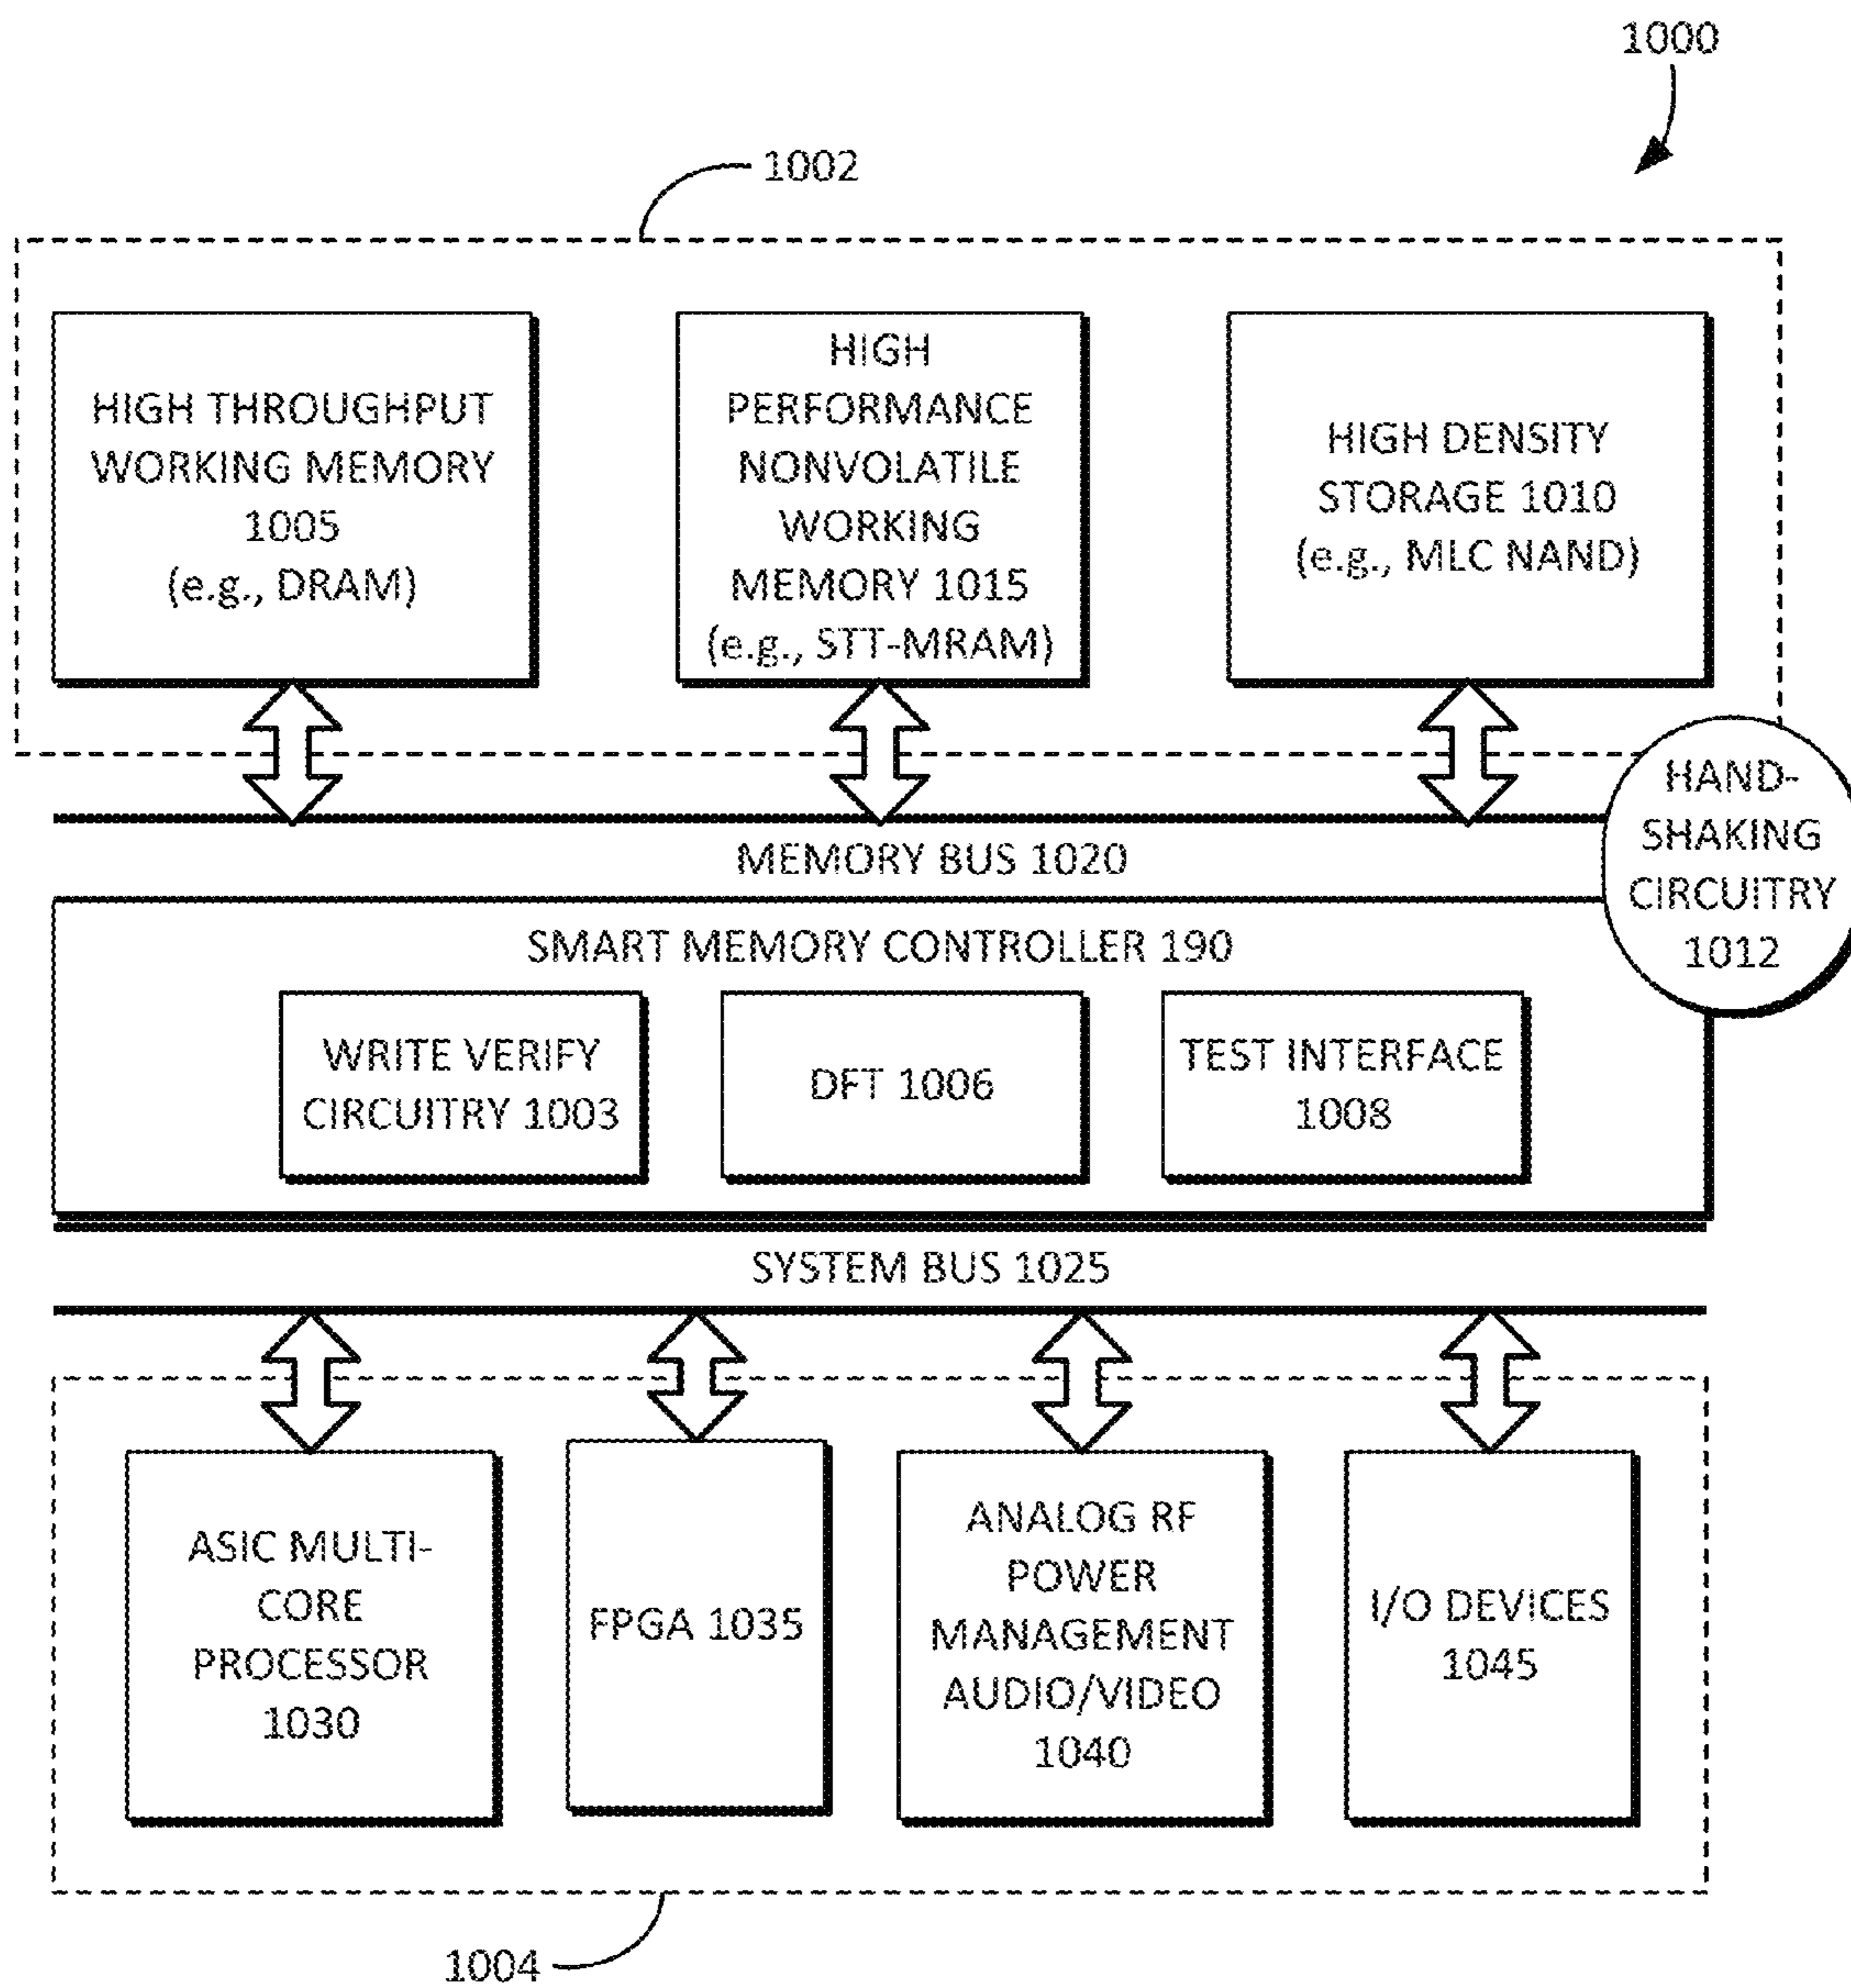 1000
1002
HIGH THROUGHPUT
WORKING MEMORY
1005
(e.g., DRAM)
HIGH
PERFORMANCE
NONVOLATILE
WORKING
MEMORY 1015
(e.g., STT-MRAM)
HIGH DENSITY
STORAGE 1010
(e.g., MLC NAND)
HAND-
SHAKING
CIRCUITRY
1012
MEMORY BUS 1020
SMART MEMORY CONTROLLER 190
WRITE VERIFY
CIRCUITRY 1003
DFT 1006
TEST INTERFACE
1008
SYSTEM BUS 1025
ASIC MULTI-
CORE
PROCESSOR
1030
FPGA 1035
ANALOG RF
POWER
MANAGEMENT
AUDIO/VIDEO
1040
I/O DEVICES
1045
1004